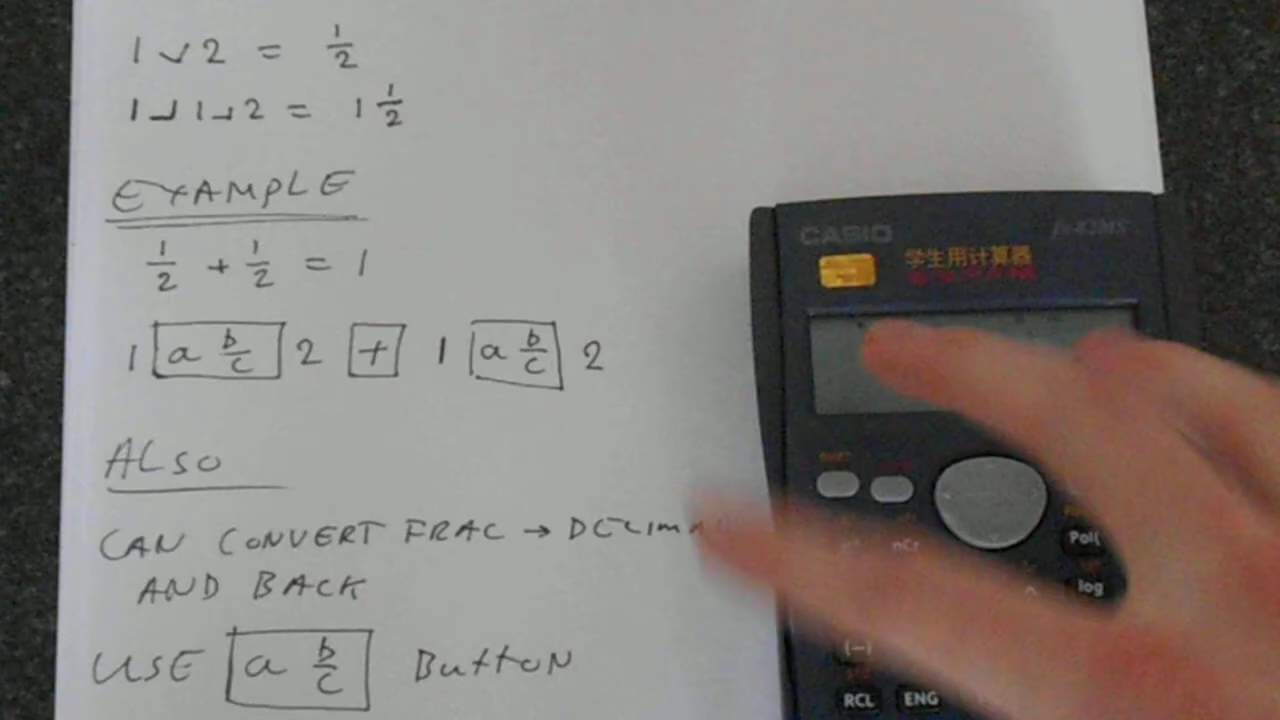 1 ⌟ 2 = 1/2
1 ⌟ 1 ⌟ 2 = 1 1/2
EXAMPLE
1/2 + 1/2 = 1
1 a b/c 2 + 1 a b/c 2
ALSO
CAN CONVERT FRAC → DECIMA
AND BACK
USE a b/c BUTTON
CASIO
学生用计算器
nCr
Pol(
log
(−)
RCL ENG